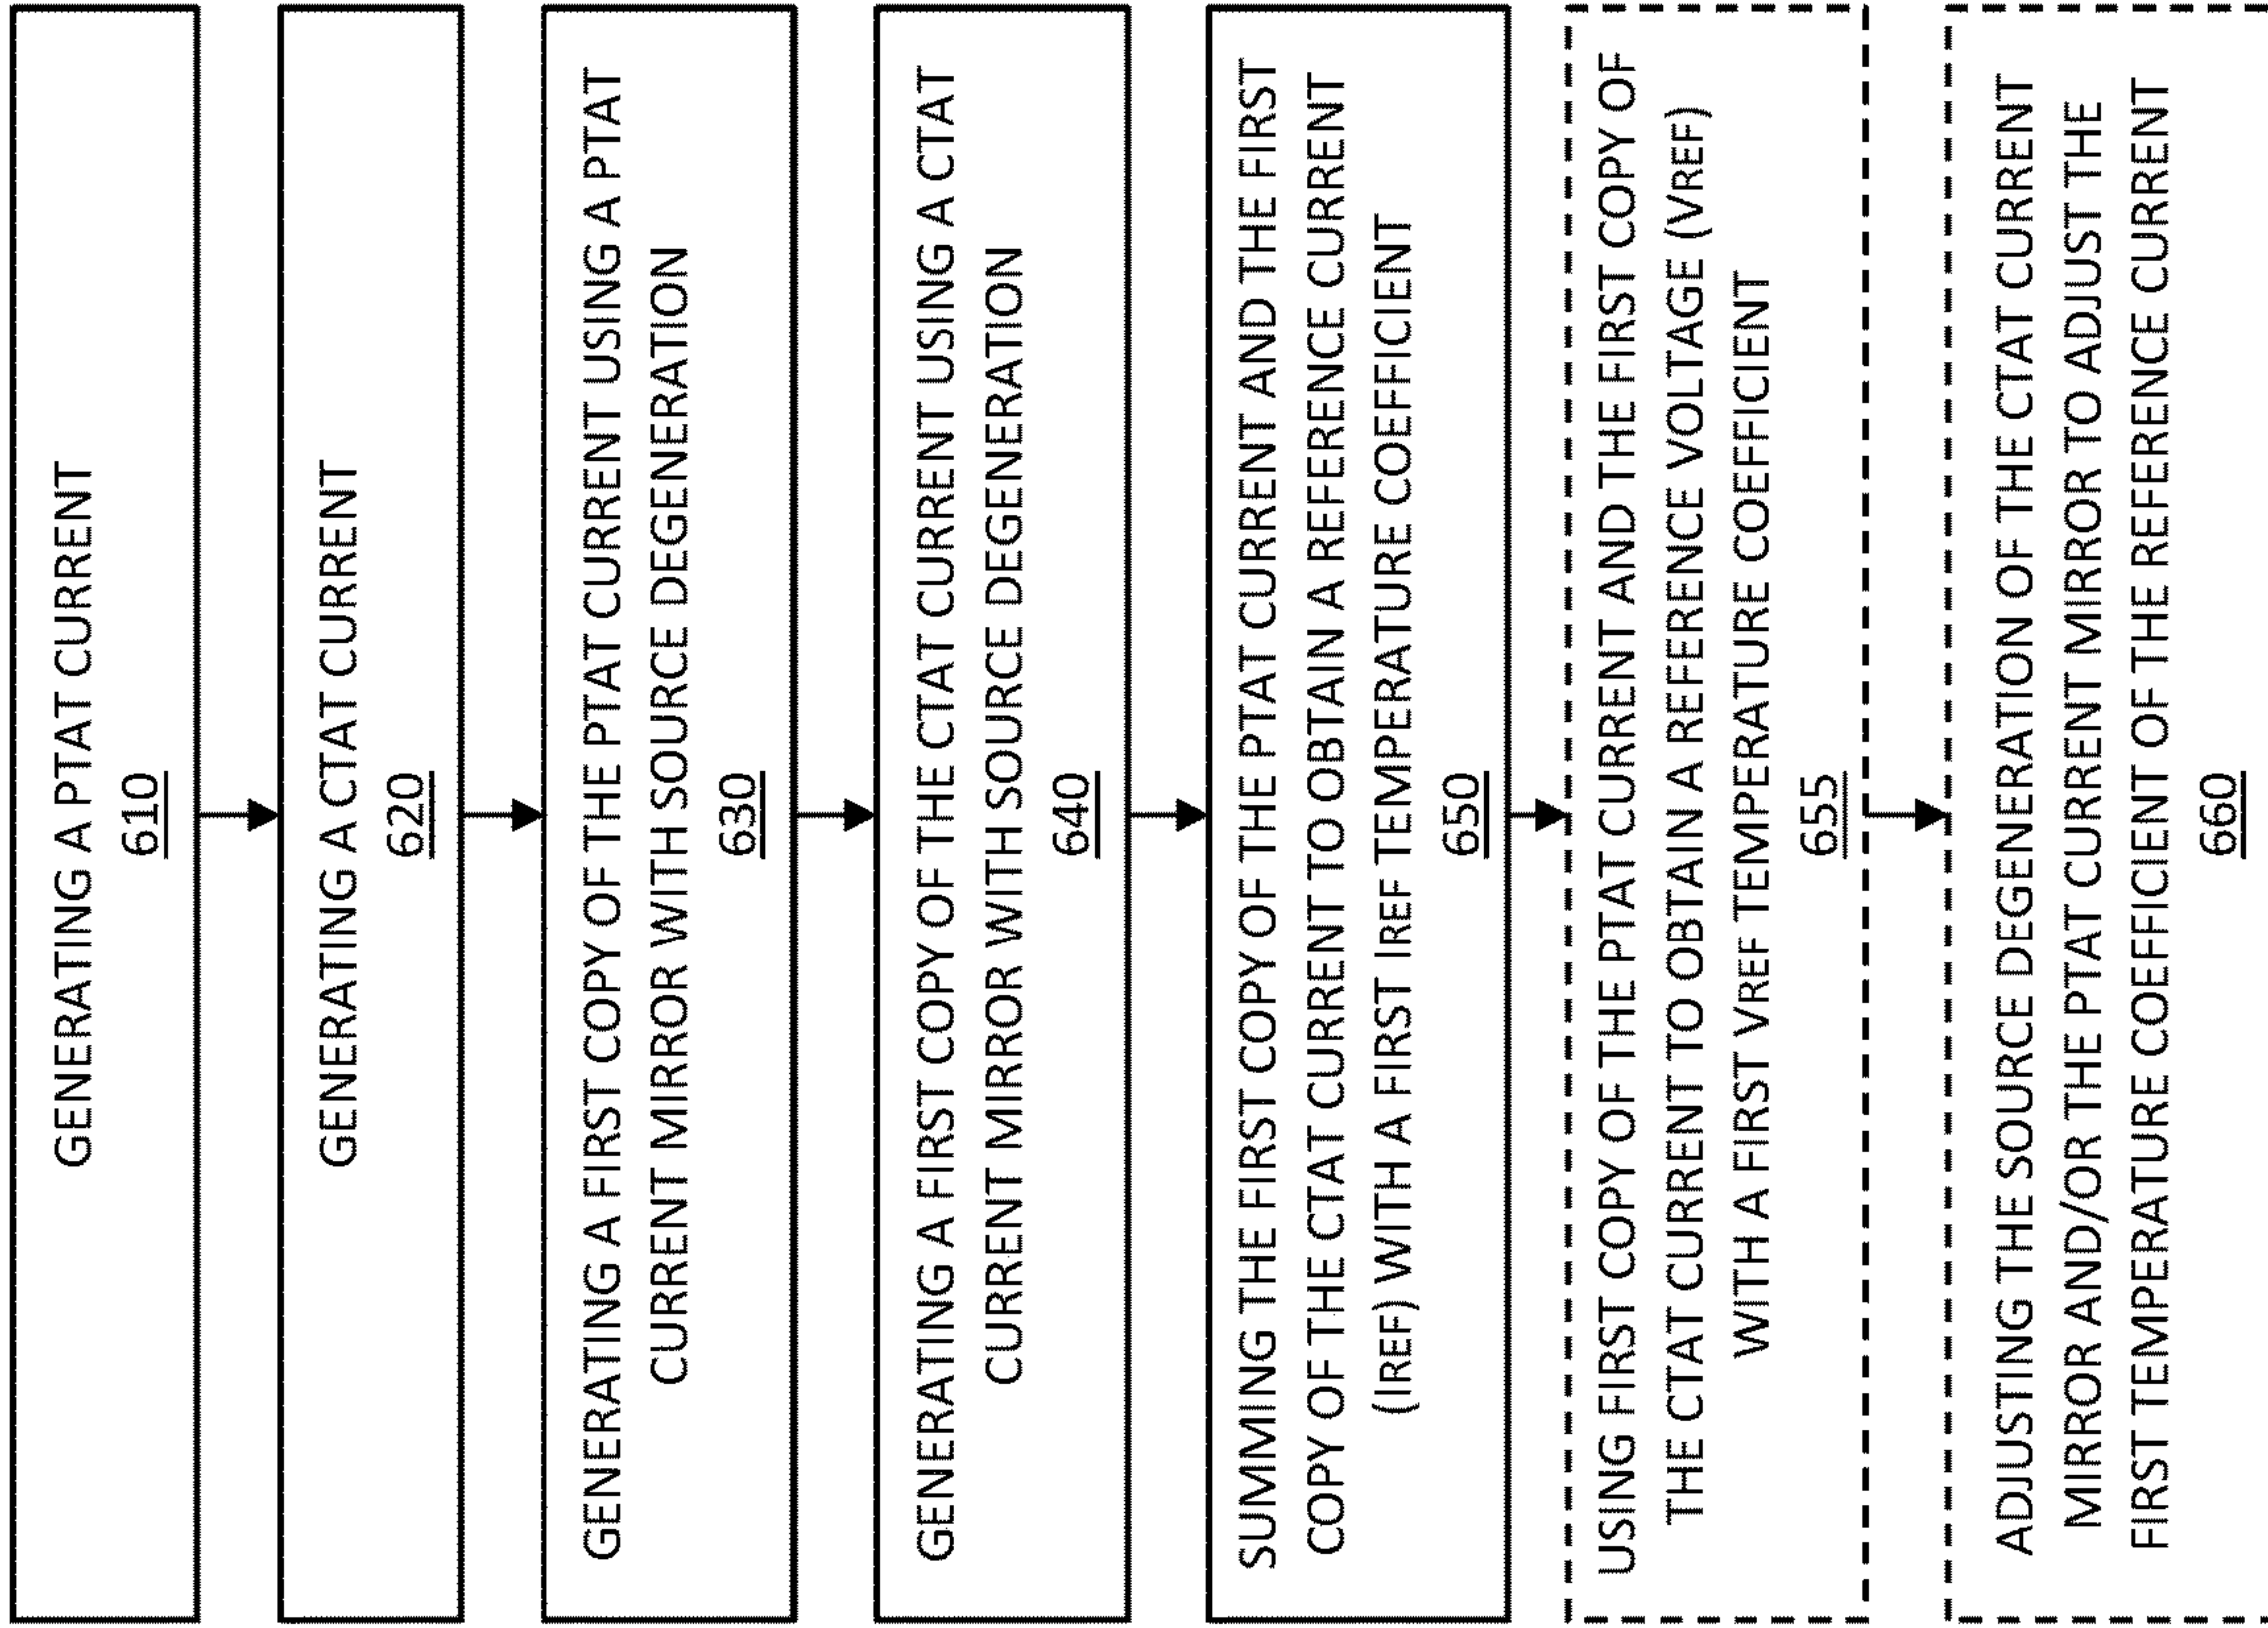 GENERATING A PTAT CURRENT
610
GENERATING A CTAT CURRENT
620
GENERATING A FIRST COPY OF THE PTAT CURRENT USING A PTAT
CURRENT MIRROR WITH SOURCE DEGENERATION
630
GENERATING A FIRST COPY OF THE CTAT CURRENT USING A CTAT
CURRENT MIRROR WITH SOURCE DEGENERATION
640
SUMMING THE FIRST COPY OF THE PTAT CURRENT AND THE FIRST
COPY OF THE CTAT CURRENT TO OBTAIN A REFERENCE CURRENT
(IREF) WITH A FIRST IREF TEMPERATURE COEFFICIENT
650
USING FIRST COPY OF THE PTAT CURRENT AND THE FIRST COPY OF
THE CTAT CURRENT TO OBTAIN A REFERENCE VOLTAGE (VREF)
WITH A FIRST VREF TEMPERATURE COEFFICIENT
655
ADJUSTING THE SOURCE DEGENERATION OF THE CTAT CURRENT
MIRROR AND/OR THE PTAT CURRENT MIRROR TO ADJUST THE
FIRST TEMPERATURE COEFFICIENT OF THE REFERENCE CURRENT
660